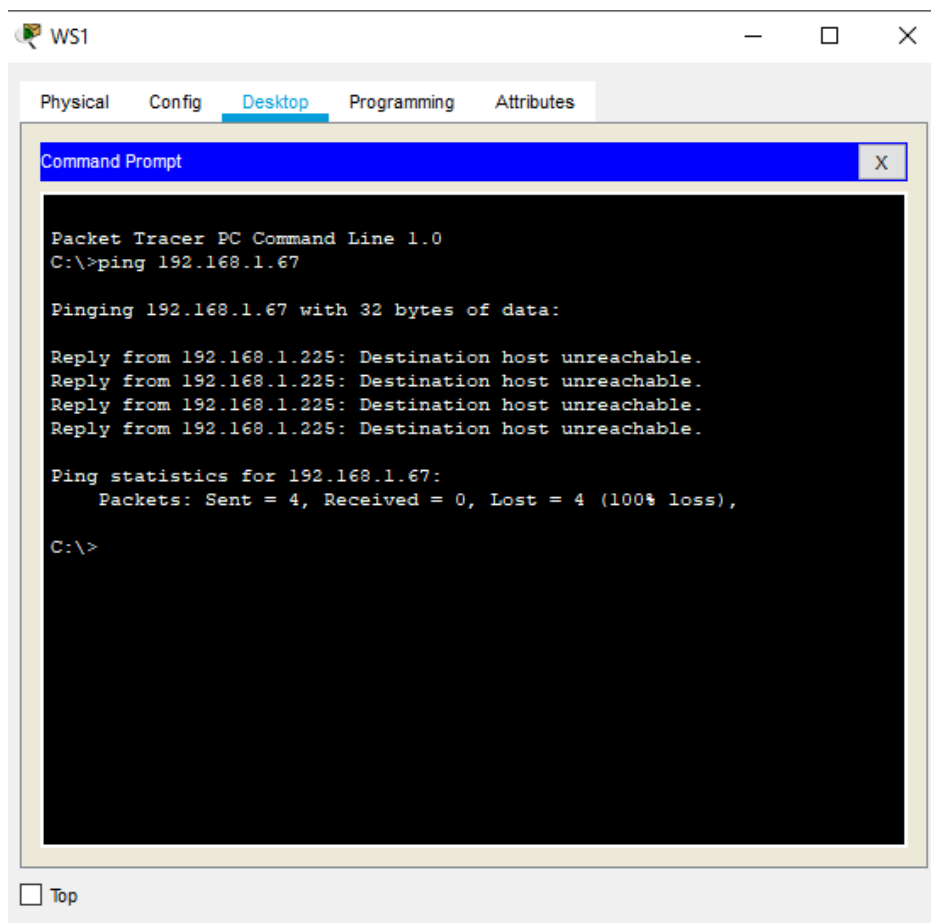 WS1
Physical Config Desktop Programming Attributes
Command Prompt X
Packet Tracer PC Command Line 1.0
C:\>ping 192.168.1.67
Pinging 192.168.1.67 with 32 bytes of data:
Reply from 192.168.1.225: Destination host unreachable.
Reply from 192.168.1.225: Destination host unreachable.
Reply from 192.168.1.225: Destination host unreachable.
Reply from 192.168.1.225: Destination host unreachable.
Ping statistics for 192.168.1.67:
    Packets: Sent = 4, Received = 0, Lost = 4 (100% loss),
C:\>
Top